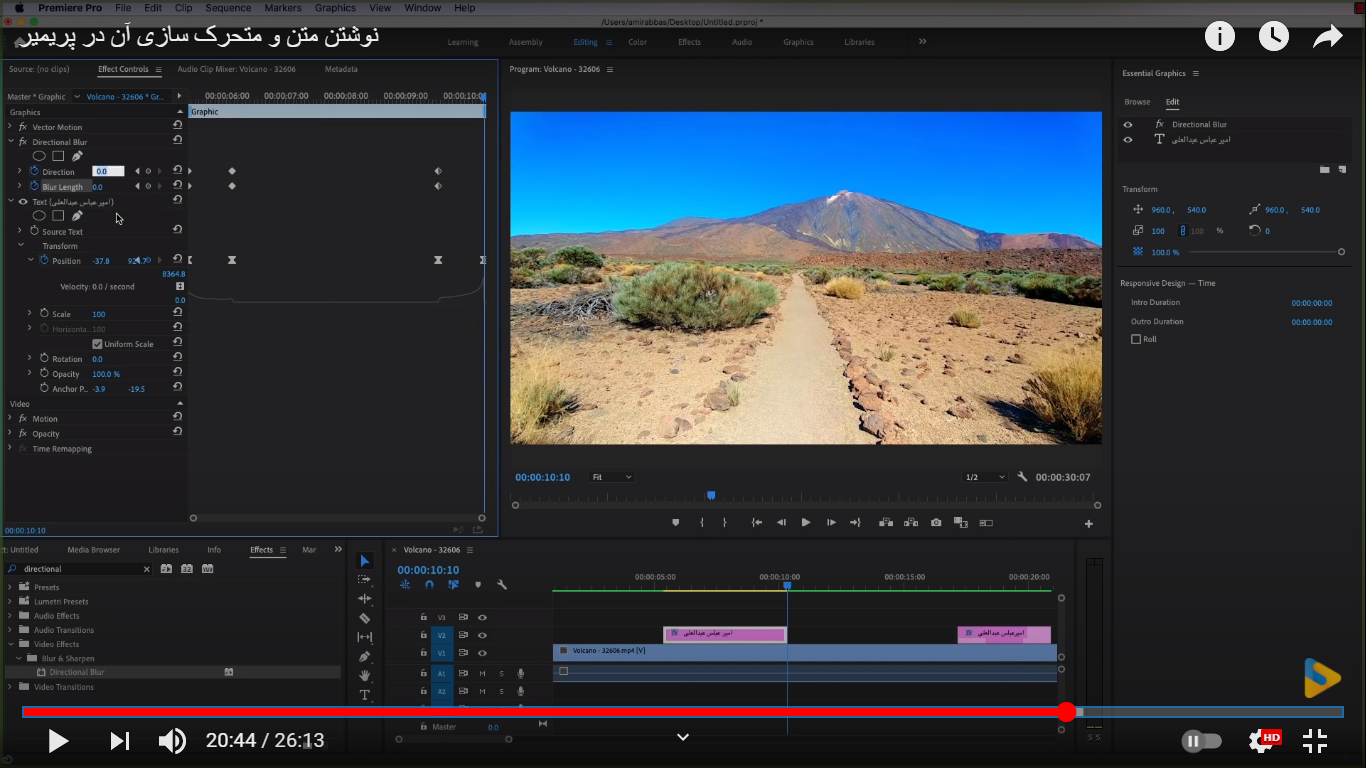 Premiere Pro File Edit Clip Sequence Markers Graphics View Window Help
/Users/amirabbas/Desktop/Untitled.prproj *
نوشتن متن و متحرک سازی آن در پریمیر
Learning Assembly Editing Color Effects Audio Graphics Libraries
Source: (no clips) Effect Controls Audio Clip Mixer: Volcano - 32606 Metadata
Program: Volcano - 32606
Essential Graphics
Master * Graphic Volcano - 32606 * Gr...
00:00:06:00 00:00:07:00 00:00:08:00 00:00:09:00 00:00:10:0
Browse Edit
Graphics
Graphic
fx Vector Motion
fx Directional Blur
Direction 0.0
Blur Length 0.0
Text (امیر عباس عبدالعلی)
Source Text
Transform
Position -37.8
8364.8
Velocity: 0.0 / second
0.0
Scale 100
Horizonta.. 100
Uniform Scale
Rotation 0.0
Opacity 100.0 %
Anchor P... -3.9 -19.5
Video
fx Motion
fx Opacity
fx Time Remapping
00:00:10:10
fx Directional Blur
امیر عباس عبدالعلی
Transform
960.0 , 540.0 960.0 , 540.0
100 100 % 0
100.0 %
Responsive Design — Time
Intro Duration 00:00:00:00
Outro Duration 00:00:00:00
Roll
00:00:10:10 Fit 1/2 00:00:30:07
t: Untitled Media Browser Libraries Info Effects Mar
directional
Presets
Lumetri Presets
Audio Effects
Audio Transitions
Video Effects
Blur & Sharpen
Directional Blur
Video Transitions
Volcano - 32606
00:00:10:10
00:00:05:00 00:00:10:00 00:00:15:00 00:00:20:00
V3
V2 امیر عباس عبدالعلی امیرعباس عبدالعلی
V1 Volcano - 32606.mp4 [V]
A1 M S
A2 M S
Master 0.0
S S
20:44 / 26:13
HD